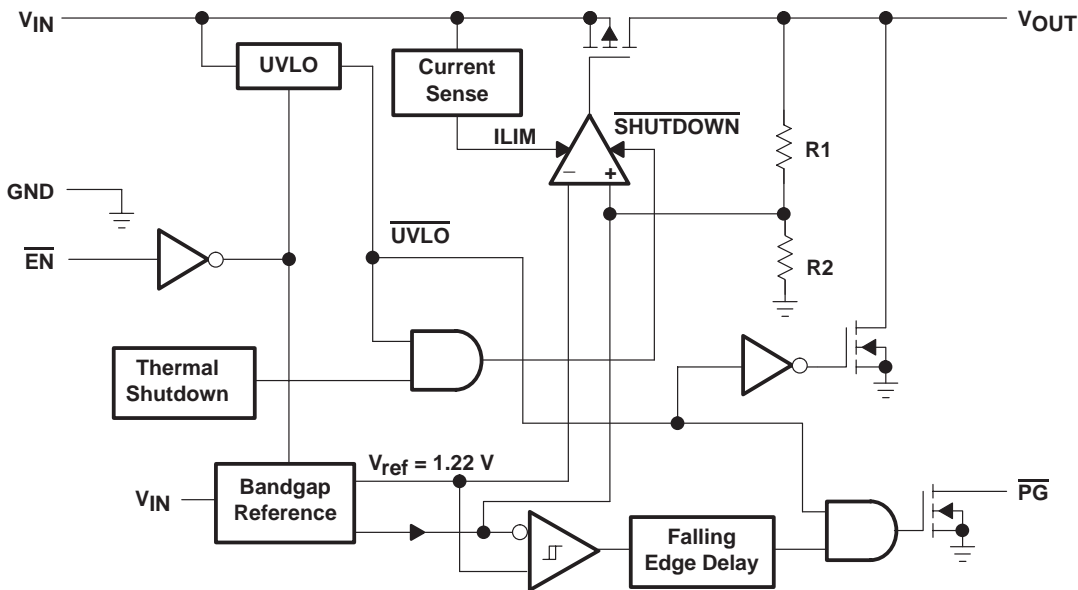 VIN
VOUT
UVLO
Current
Sense
ILIM
SHUTDOWN
R1
− +
GND
UVLO
EN
R2
Thermal
Shutdown
Vref = 1.22 V
VIN
Bandgap
Reference
PG
Falling
Edge Delay